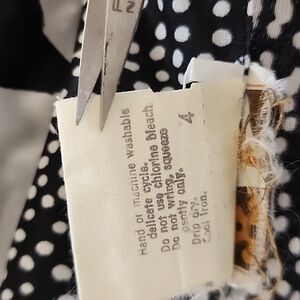 Hand or machine washable
delicate cycle.
Do not use chlorine bleach.
Do not wring, squeeze
gently only.
Drip dry.
Cool iron.
4